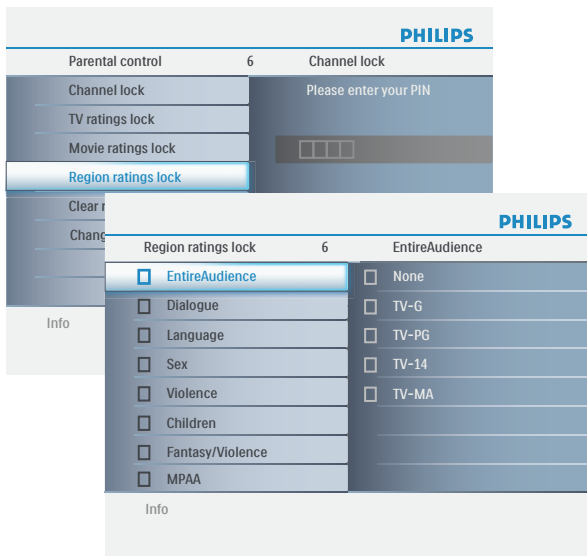 PHILIPS
Parental control 6 Channel lock
Channel lock Please enter your PIN
TV ratings lock
Movie ratings lock
Region ratings lock
Clear
Info
PHILIPS
Region ratings lock 6 EntireAudience
EntireAudience None
Dialogue TV-G
Language TV-PG
Sex TV-14
Violence TV-MA
Children
Fantasy/Violence
MPAA
Info